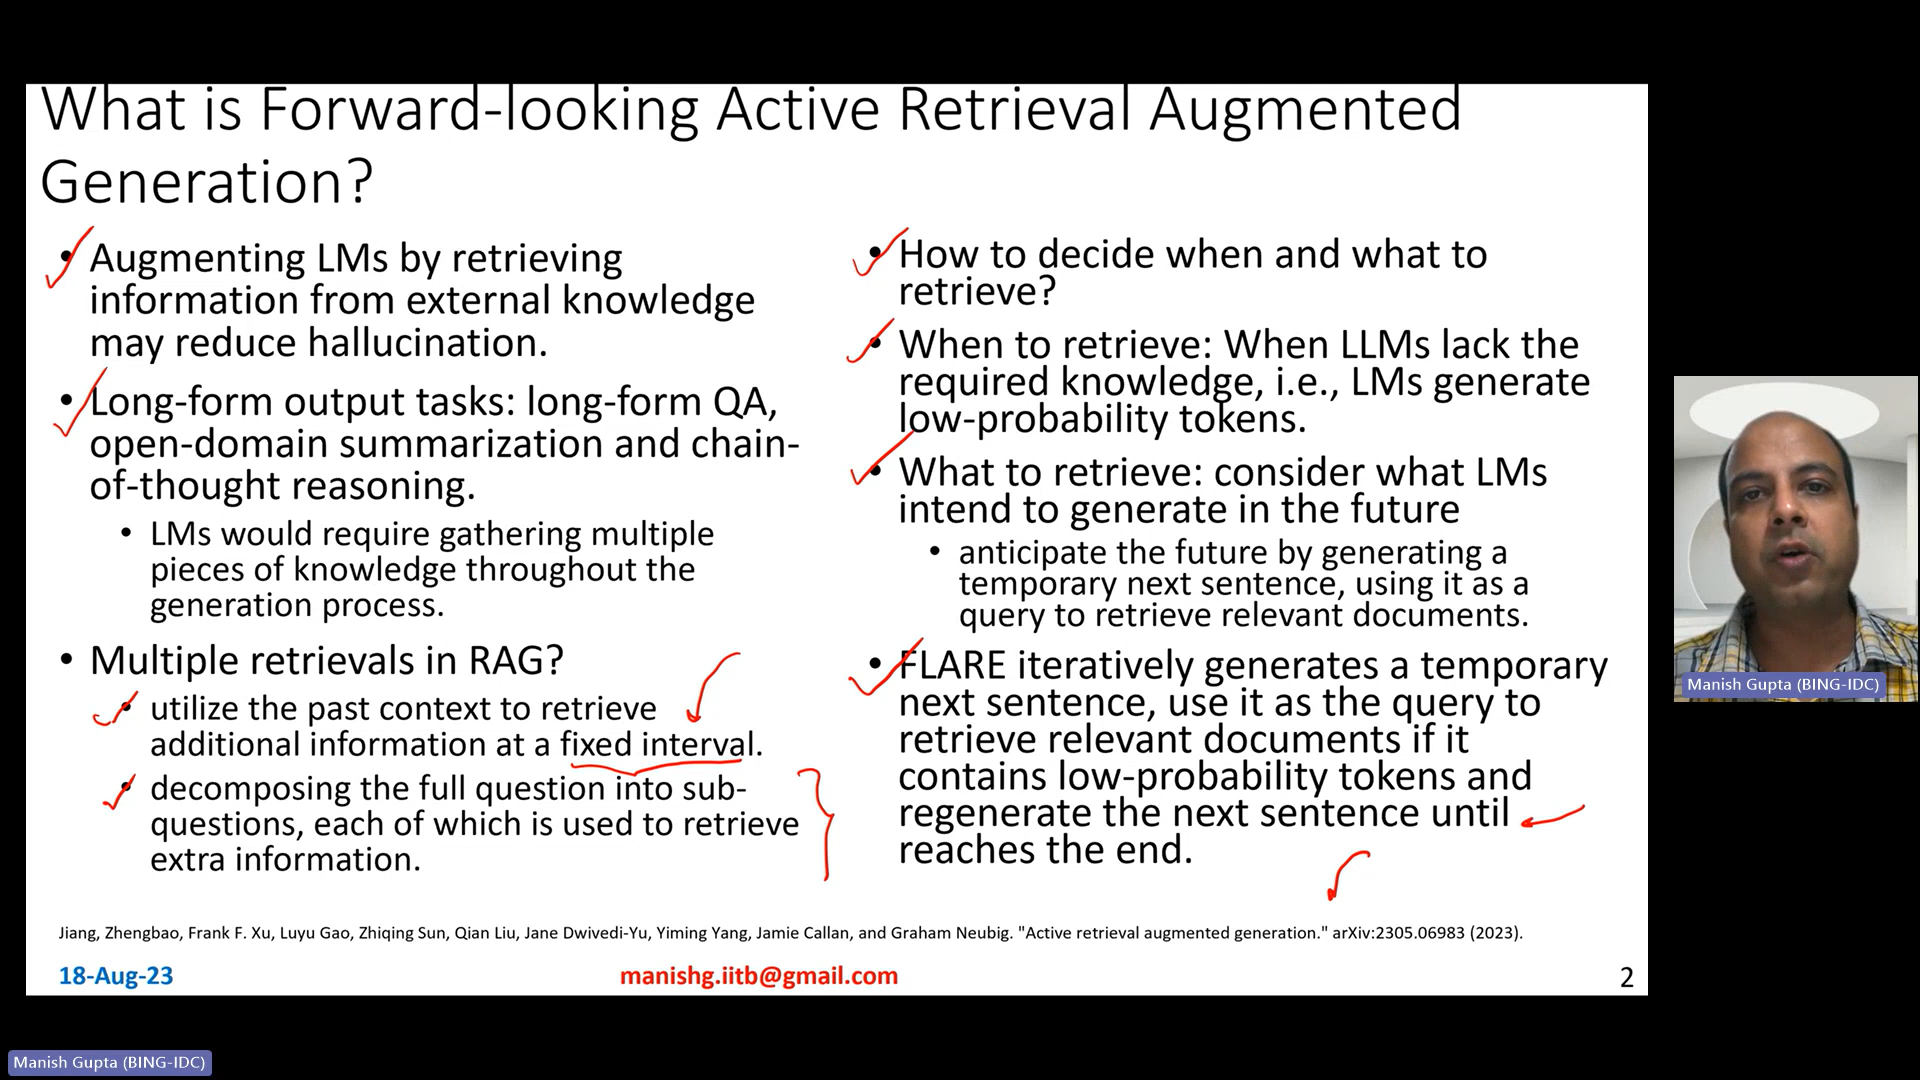 What is Forward-looking Active Retrieval Augmented
Generation?
• Augmenting LMs by retrieving
information from external knowledge
may reduce hallucination.
• Long-form output tasks: long-form QA,
open-domain summarization and chain-
of-thought reasoning.
• LMs would require gathering multiple
pieces of knowledge throughout the
generation process.
• Multiple retrievals in RAG?
• utilize the past context to retrieve
additional information at a fixed interval.
• decomposing the full question into sub-
questions, each of which is used to retrieve
extra information.
• How to decide when and what to
retrieve?
• When to retrieve: When LLMs lack the
required knowledge, i.e., LMs generate
low-probability tokens.
• What to retrieve: consider what LMs
intend to generate in the future
• anticipate the future by generating a
temporary next sentence, using it as a
query to retrieve relevant documents.
• FLARE iteratively generates a temporary
next sentence, use it as the query to
retrieve relevant documents if it
contains low-probability tokens and
regenerate the next sentence until
reaches the end.
Jiang, Zhengbao, Frank F. Xu, Luyu Gao, Zhiqing Sun, Qian Liu, Jane Dwivedi-Yu, Yiming Yang, Jamie Callan, and Graham Neubig. "Active retrieval augmented generation." arXiv:2305.06983 (2023).
18-Aug-23
manishg.iitb@gmail.com
2
Manish Gupta (BING-IDC)
Manish Gupta (BING-IDC)